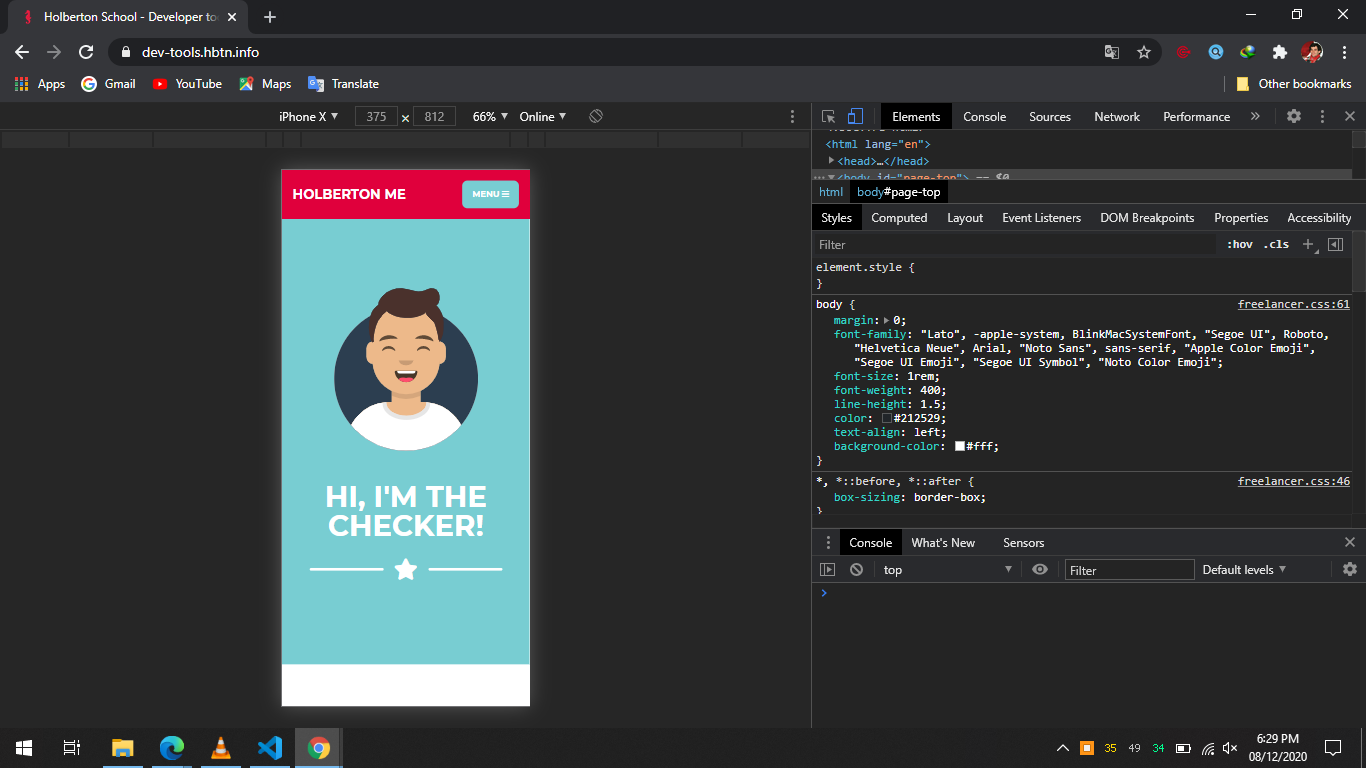 Holberton School - Developer to
dev-tools.hbtn.info
Apps Gmail YouTube Maps Translate Other bookmarks
iPhone X ▼ 375 × 812 66% ▼ Online ▼
Elements Console Sources Network Performance »
<html lang="en">
▶<head>…</head>
…▼<body id="page-top"> == $0
html body#page-top
Styles Computed Layout Event Listeners DOM Breakpoints Properties Accessibility
Filter :hov .cls +
element.style {
}
body { freelancer.css:61
margin:▶0;
font-family: "Lato", -apple-system, BlinkMacSystemFont, "Segoe UI", Roboto,
"Helvetica Neue", Arial, "Noto Sans", sans-serif, "Apple Color Emoji",
"Segoe UI Emoji", "Segoe UI Symbol", "Noto Color Emoji";
font-size: 1rem;
font-weight: 400;
line-height: 1.5;
color: #212529;
text-align: left;
background-color: #fff;
}
*, *::before, *::after { freelancer.css:46
box-sizing: border-box;
}
Console What's New Sensors
top ▼ Filter Default levels ▼
>
HOLBERTON ME MENU
HI, I'M THE
CHECKER!
35 49 34
6:29 PM
08/12/2020